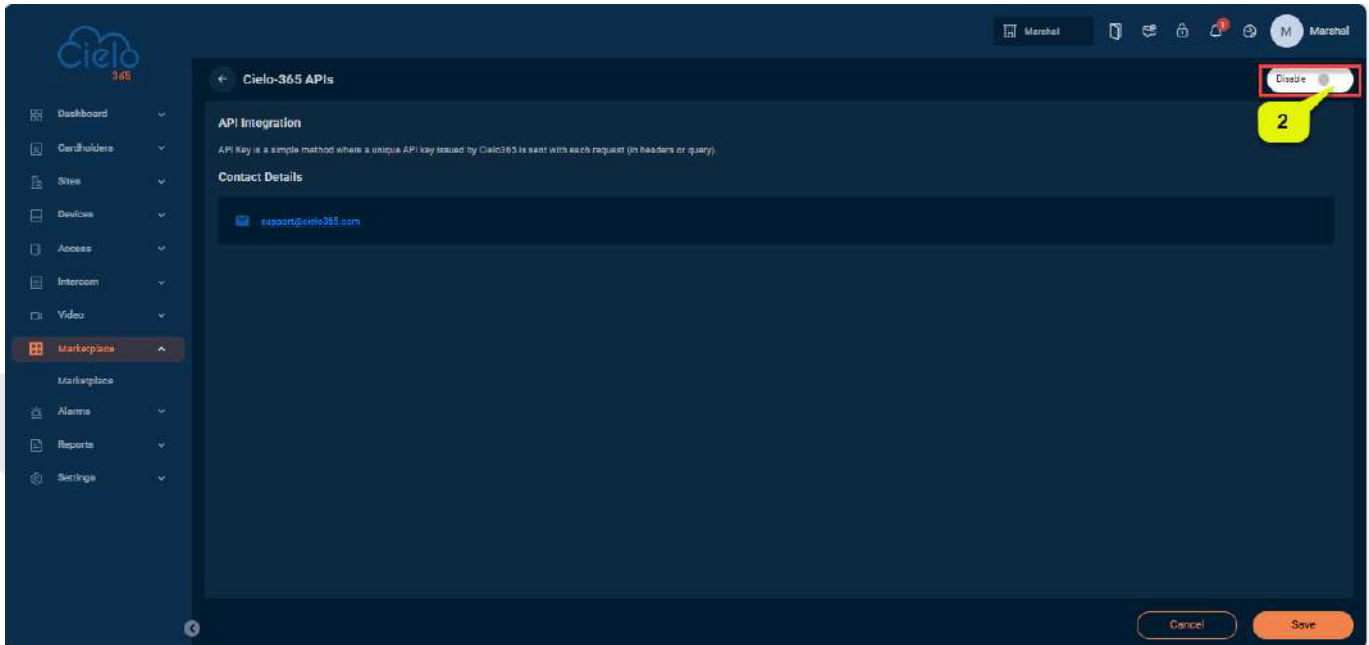 Cielo
365
Marshal
1
M
Marshal
Cielo-365 APIs
Disable
2
Dashboard
Cardholders
Sites
Devices
Access
Intercom
Video
Marketplace
Marketplace
Alarms
Reports
Settings
API Integration
API Key is a simple method where a unique API key issued by Cielo365 is sent with each request (in headers or query).
Contact Details
support@cielo365.com
Cancel
Save